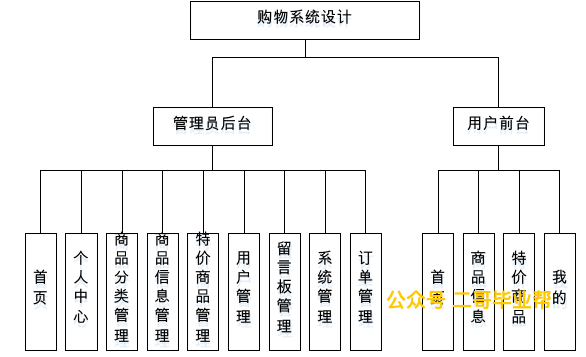 购物系统设计
管理员后台
用户前台
首页
个人中心
商品分类管理
商品信息管理
特价商品管理
用户管理
留言板管理
系统管理
订单管理
首页
商品信息
特价商品
我的
公众号 二哥毕业帮